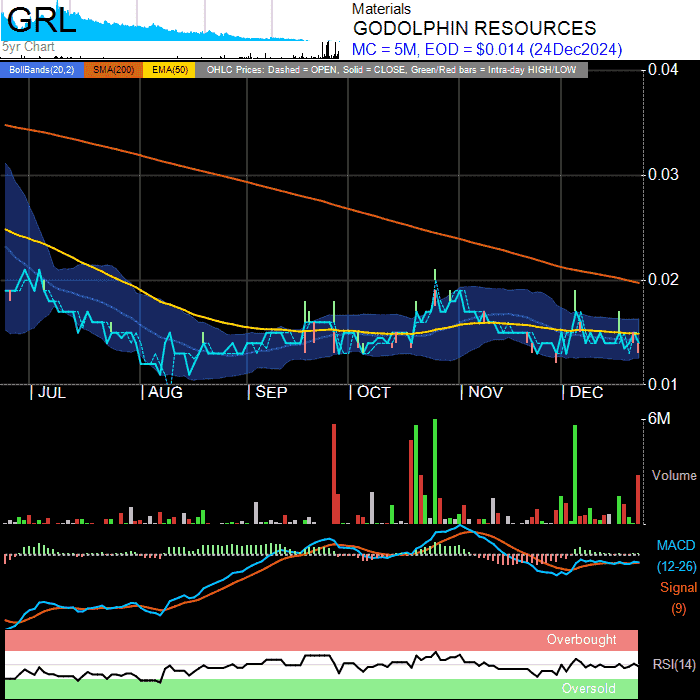 GRL
5yr Chart
Materials
GODOLPHIN RESOURCES
MC = 5M, EOD = $0.014 (24Dec2024)
BollBands(20,2) SMA(200) EMA(50) OHLC Prices: Dashed = OPEN, Solid = CLOSE, Green/Red bars = Intra-day HIGH/LOW
0.04
0.03
0.02
0.01
| JUL | AUG | SEP | OCT | NOV | DEC
6M
Volume
MACD
(12-26)
Signal
(9)
Overbought
RSI(14)
Oversold